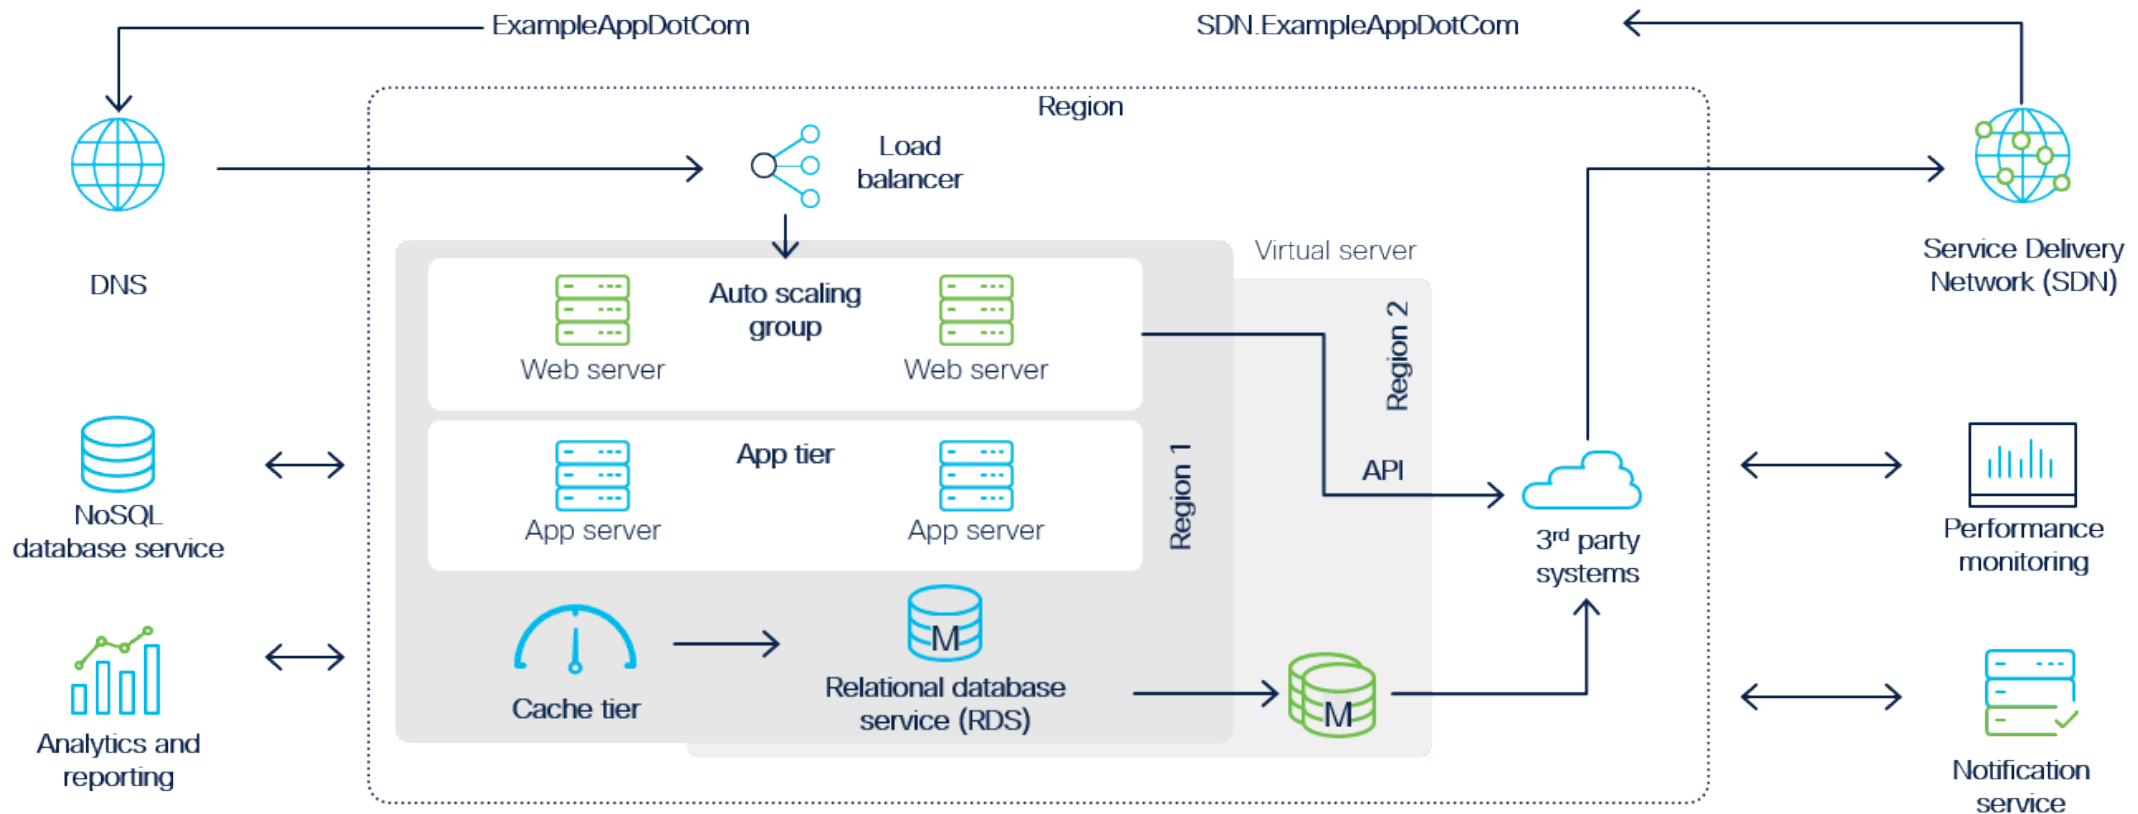 ExampleAppDotCom
SDN.ExampleAppDotCom
Region
Load
balancer
DNS
Virtual server
Service Delivery
Network (SDN)
Auto scaling
group
Web server
Web server
Region 2
App tier
App server
App server
Region 1
API
3rd party
systems
NoSQL
database service
Performance
monitoring
Cache tier
M
Relational database
service (RDS)
M
Analytics and
reporting
Notification
service